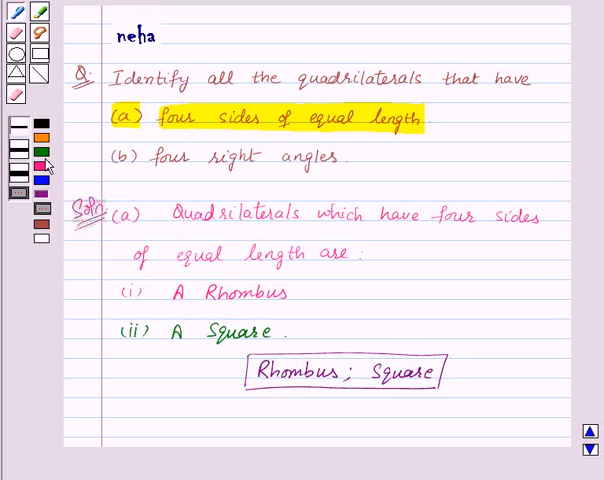 neha
Q. Identify all the quadrilaterals that have
(a) four sides of equal length.
(b) four right angles.
Soln: (a) Quadrilaterals which have four sides
of equal length are:
(i) A Rhombus
(ii) A Square.
Rhombus; Square